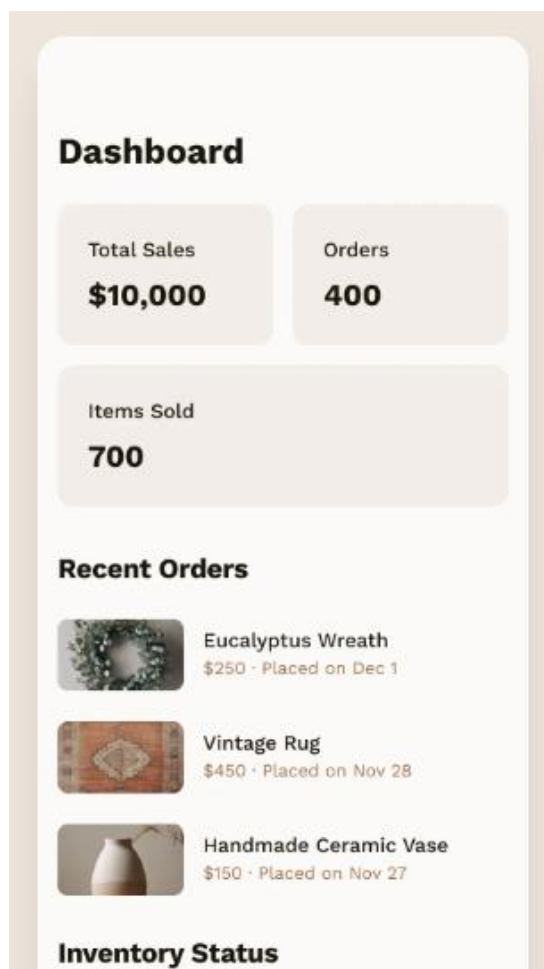 Dashboard
Total Sales
$10,000
Orders
400
Items Sold
700
Recent Orders
Eucalyptus Wreath
$250 · Placed on Dec 1
Vintage Rug
$450 · Placed on Nov 28
Handmade Ceramic Vase
$150 · Placed on Nov 27
Inventory Status